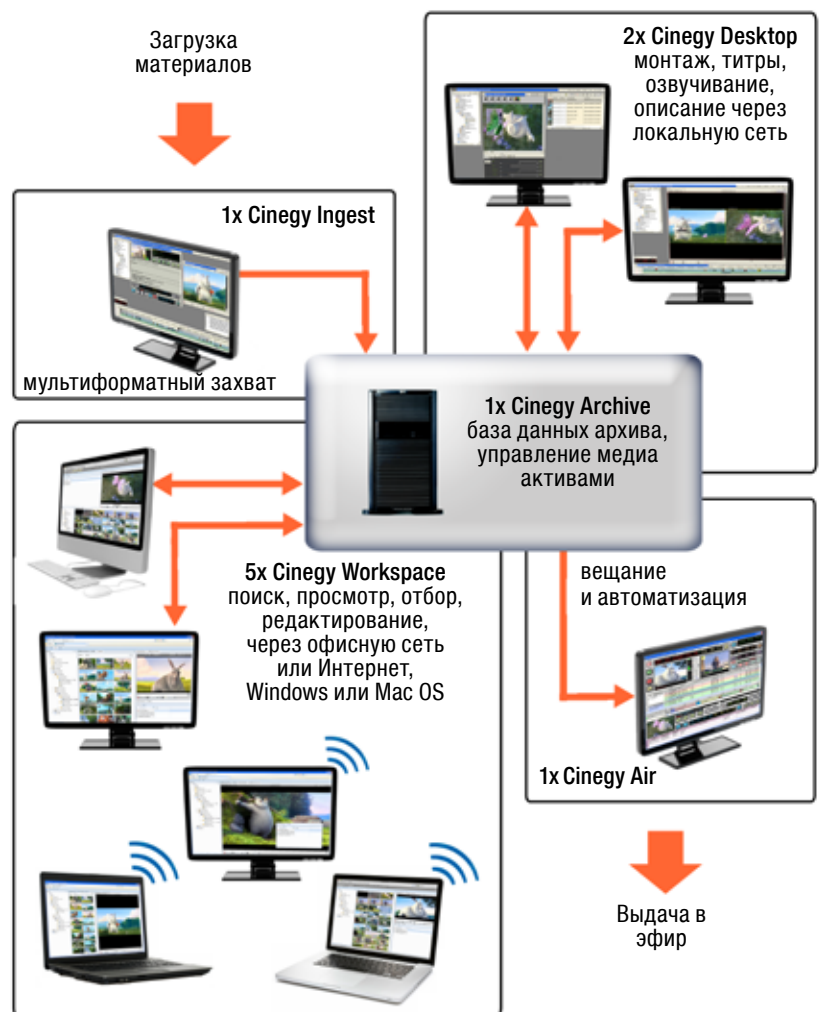 Загрузка
материалов
2x Cinegy Desktop
монтаж, титры,
озвучивание,
описание через
локальную сеть
1x Cinegy Ingest
мультиформатный захват
1x Cinegy Archive
база данных архива,
управление медиа
активами
5x Cinegy Workspace
поиск, просмотр, отбор,
редактирование,
через офисную сеть
или Интернет,
Windows или Mac OS
вещание
и автоматизация
1x Cinegy Air
Выдача в
эфир